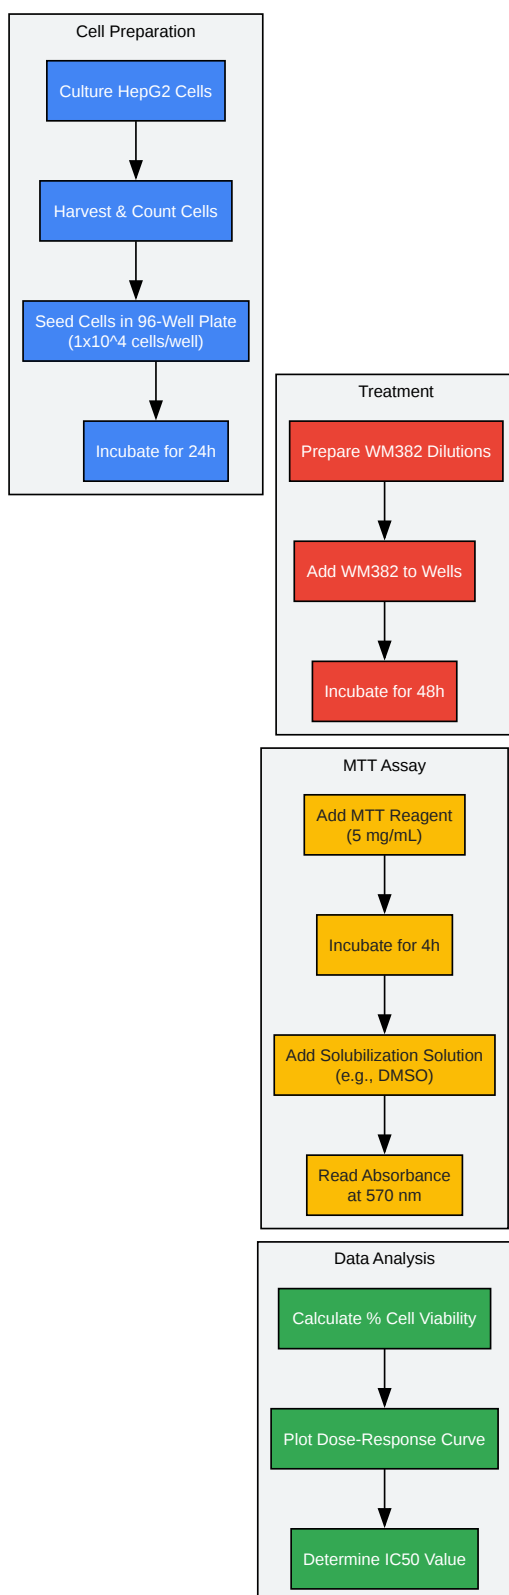 Cell Preparation
Culture HepG2 Cells
Harvest & Count Cells
Seed Cells in 96-Well Plate
(1x10^4 cells/well)
Incubate for 24h
Treatment
Prepare WM382 Dilutions
Add WM382 to Wells
Incubate for 48h
MTT Assay
Add MTT Reagent
(5 mg/mL)
Incubate for 4h
Add Solubilization Solution
(e.g., DMSO)
Read Absorbance
at 570 nm
Data Analysis
Calculate % Cell Viability
Plot Dose-Response Curve
Determine IC50 Value